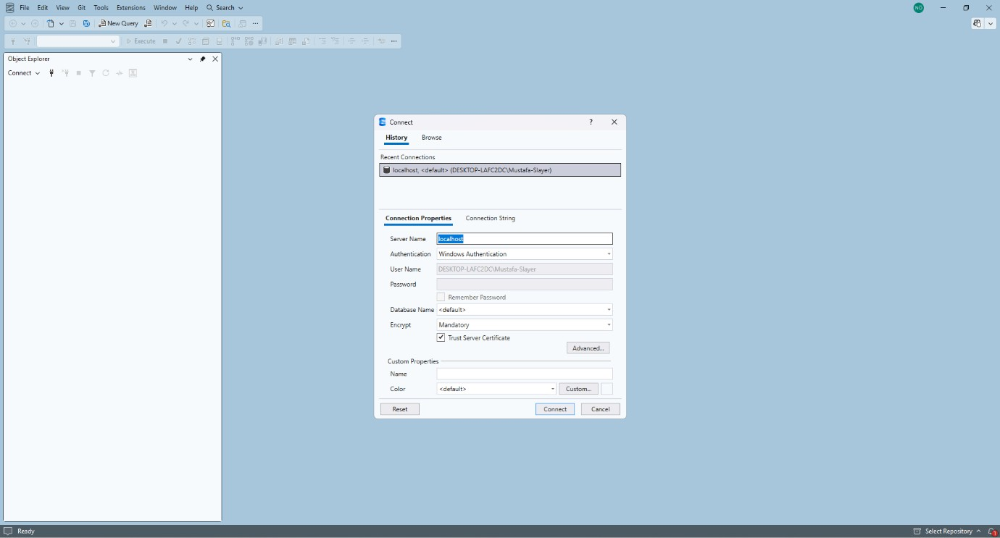 File Edit View Git Tools Extensions Window Help Search
NÖ
New Query
Execute
Object Explorer
Connect
Connect
?
History Browse
Recent Connections
localhost, <default> (DESKTOP-LAFC2DC\Mustafa-Slayer)
Connection Properties Connection String
Server Name localhost
Authentication Windows Authentication
User Name DESKTOP-LAFC2DC\Mustafa-Slayer
Password
Remember Password
Database Name <default>
Encrypt Mandatory
Trust Server Certificate
Advanced...
Custom Properties
Name
Color <default> Custom...
Reset Connect Cancel
Ready Select Repository 1